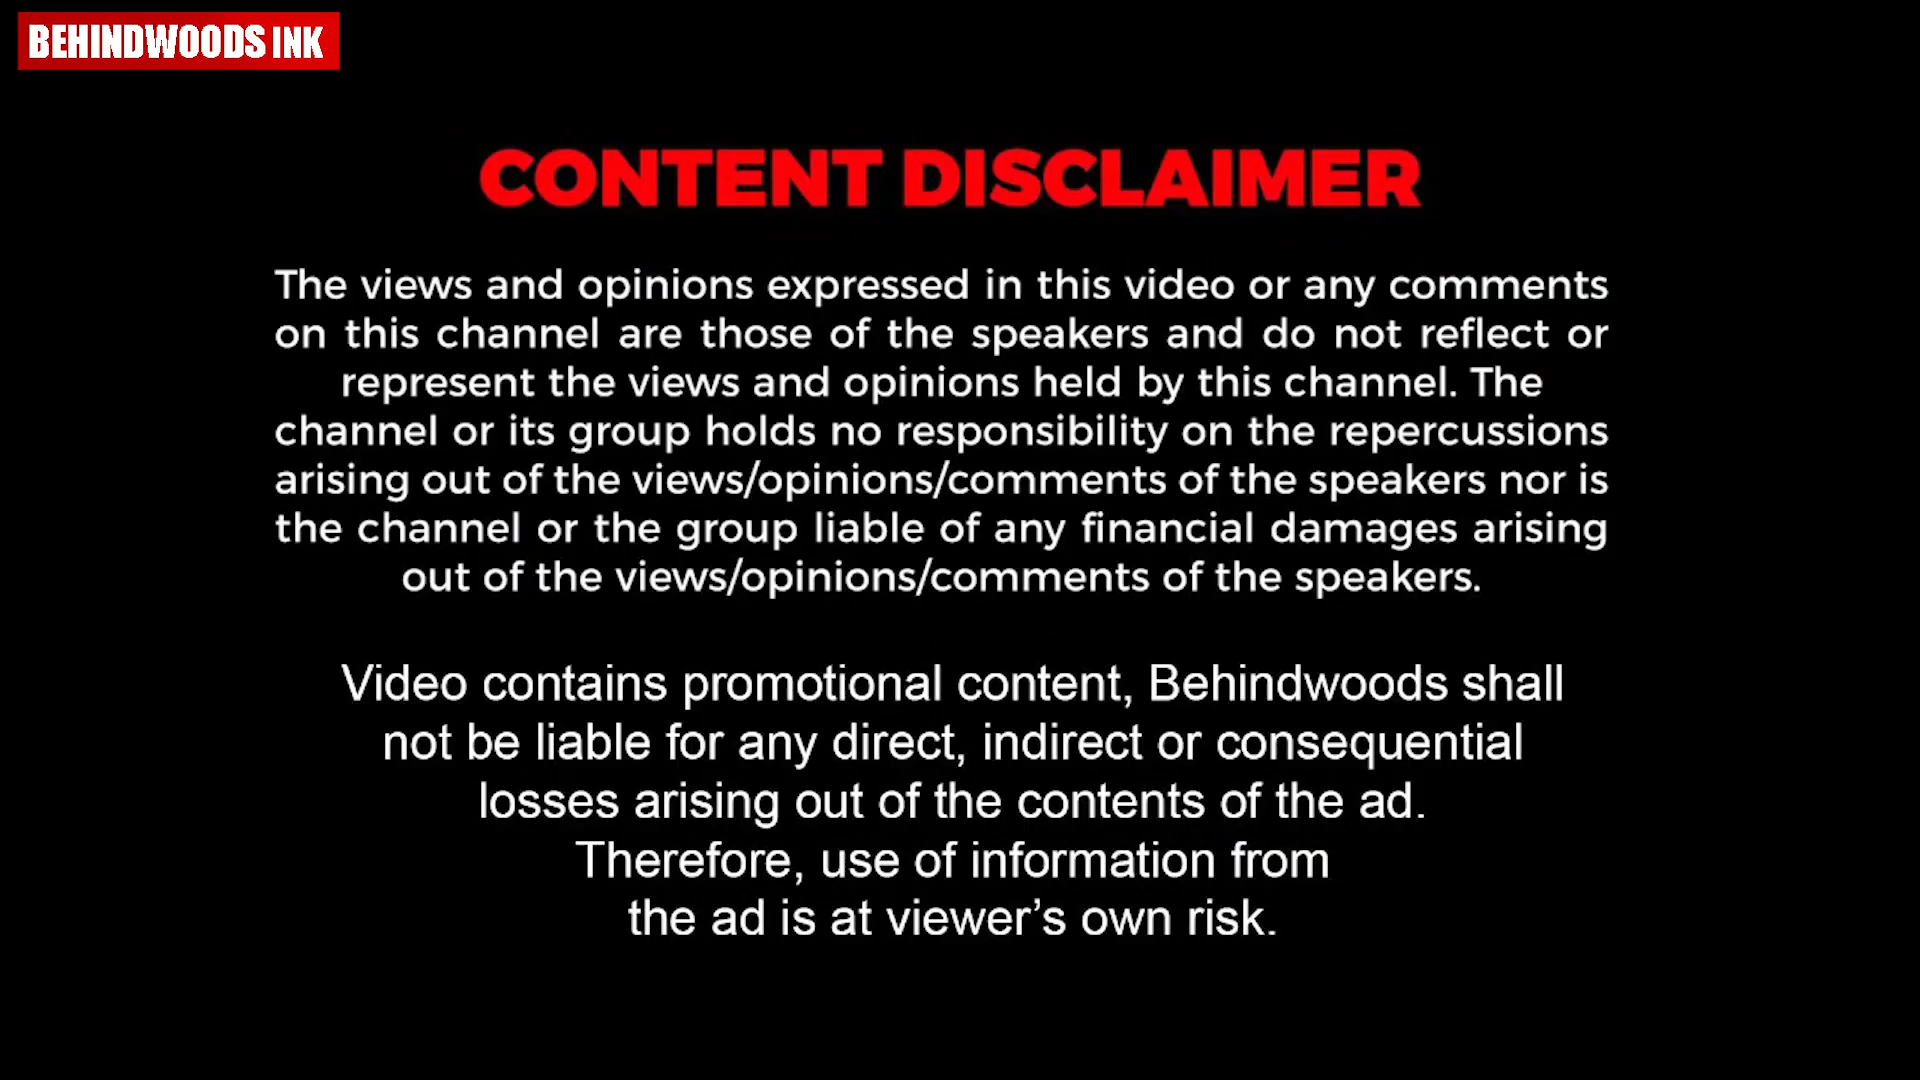 BEHINDWOODS INK
CONTENT DISCLAIMER
The views and opinions expressed in this video or any comments
on this channel are those of the speakers and do not reflect or
represent the views and opinions held by this channel. The
channel or its group holds no responsibility on the repercussions
arising out of the views/opinions/comments of the speakers nor is
the channel or the group liable of any financial damages arising
out of the views/opinions/comments of the speakers.
Video contains promotional content, Behindwoods shall
not be liable for any direct, indirect or consequential
losses arising out of the contents of the ad.
Therefore, use of information from
the ad is at viewer’s own risk.